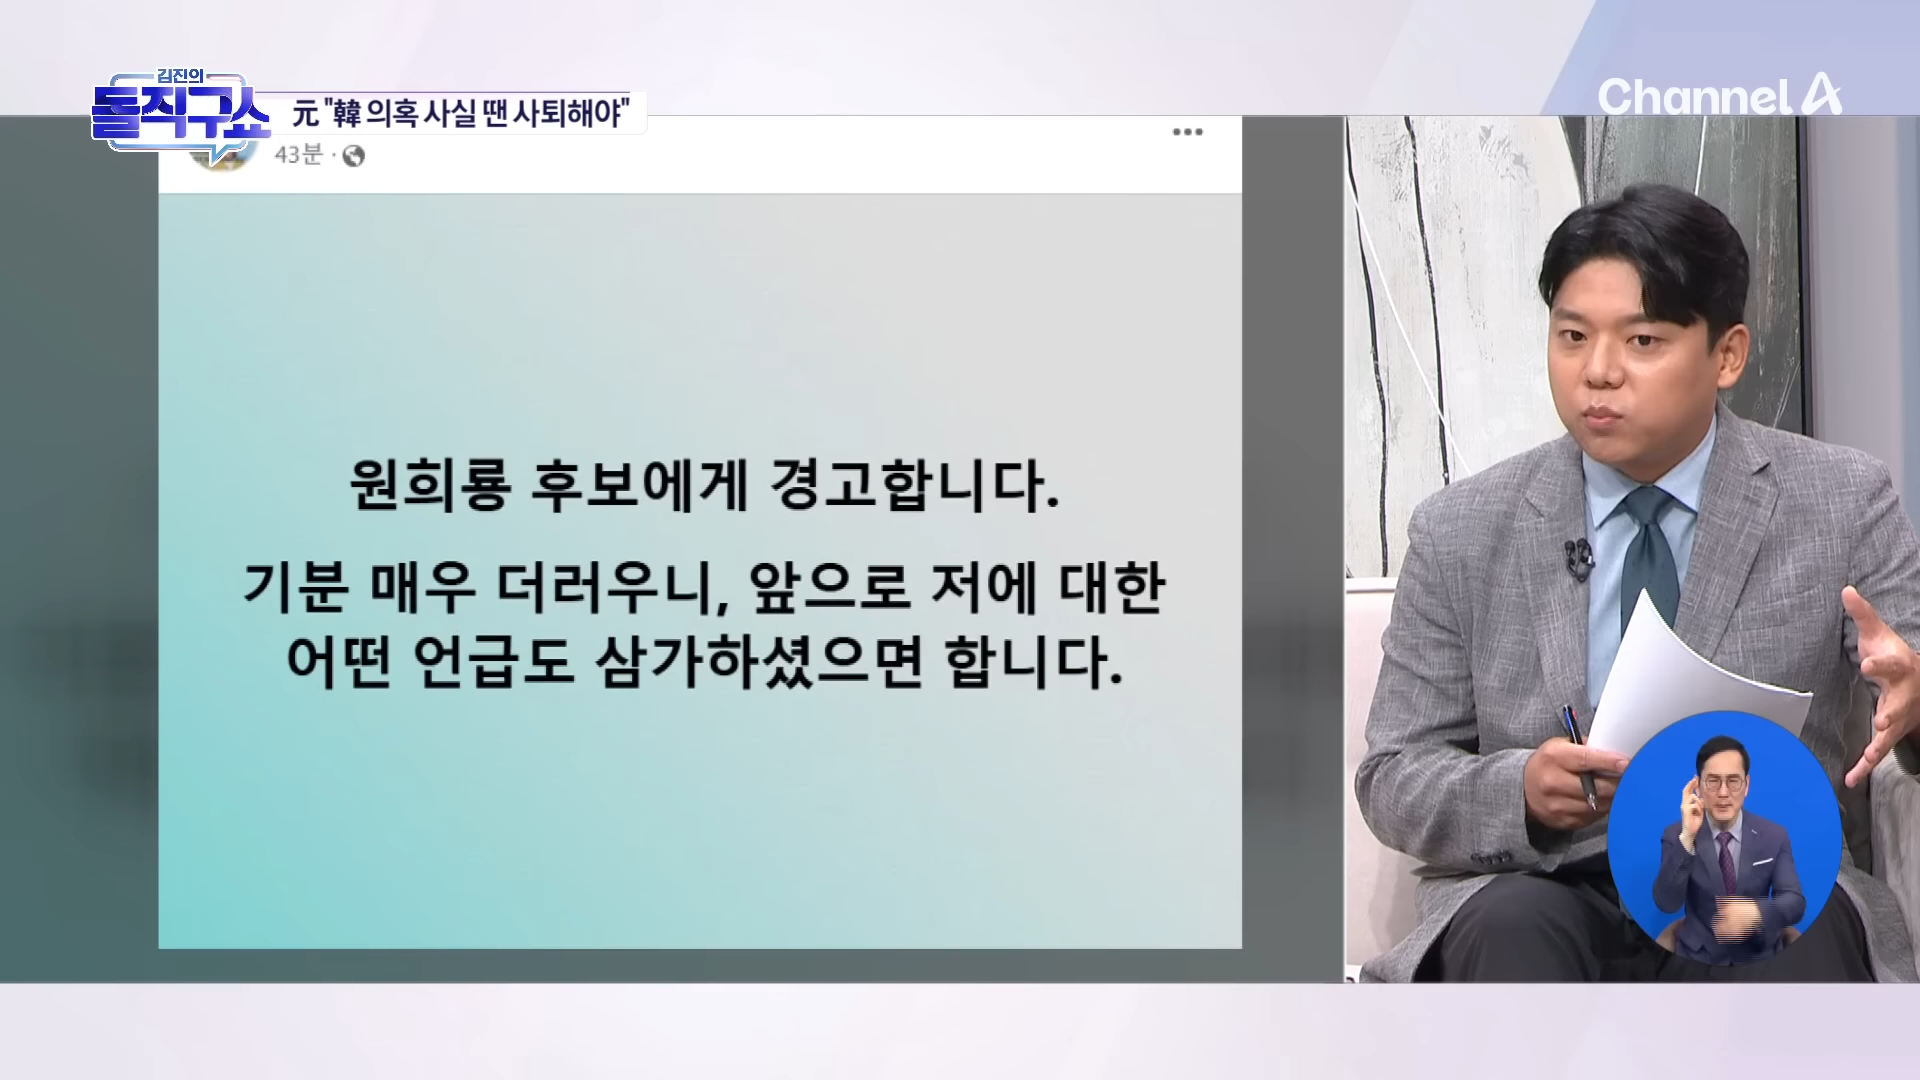 김진의
돌직구쇼
元 "韓 의혹 사실 땐 사퇴해야"
Channel A
43분 ·
원희룡 후보에게 경고합니다.
기분 매우 더러우니, 앞으로 저에 대한
어떤 언급도 삼가하셨으면 합니다.